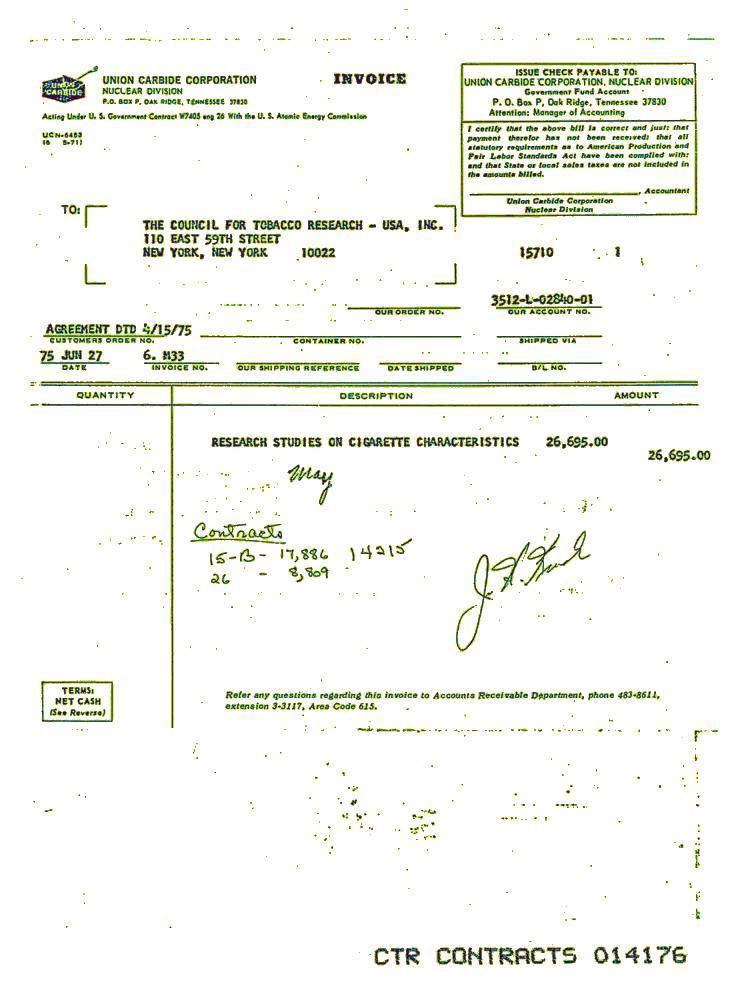 UNION CARBIDE
UNION CARBIDE CORPORATION
NUCLEAR DIVISION
P.O. BOX P, OAK RIDGE, TENNESSEE 37830
INVOICE
Acting Under U. S. Government Contract W7405 eng 26 With the U. S. Atomic Energy Commission
UCN-6483
(6 5-71)
ISSUE CHECK PAYABLE TO:
UNION CARBIDE CORPORATION, NUCLEAR DIVISION
Government Fund Account
P. O. Box P, Oak Ridge, Tennessee 37830
Attention: Manager of Accounting
I certify that the above bill is correct and just; that
payment therefor has not been received; that all
statutory requirements as to American Production and
Fair Labor Standards Act have been complied with;
and that State or local sales taxes are not included in
the amounts billed.
, Accountant
Union Carbide Corporation
Nuclear Division
TO:
THE COUNCIL FOR TOBACCO RESEARCH - USA, INC.
110 EAST 59TH STREET
NEW YORK, NEW YORK 10022
15710 1
3512-L-02840-01
OUR ORDER NO. OUR ACCOUNT NO.
AGREEMENT DTD 4/15/75
CUSTOMERS ORDER NO. CONTAINER NO. SHIPPED VIA
75 JUN 27 6. M33
DATE INVOICE NO. OUR SHIPPING REFERENCE DATE SHIPPED B/L NO.
QUANTITY DESCRIPTION AMOUNT
RESEARCH STUDIES ON CIGARETTE CHARACTERISTICS 26,695.00
26,695.00
May
Contracts
15-B - 17,886 14215
26 - 8,809
TERMS:
NET CASH
(See Reverse)
Refer any questions regarding this invoice to Accounts Receivable Department, phone 483-8611,
extension 3-3117, Area Code 615.
CTR CONTRACTS 014176